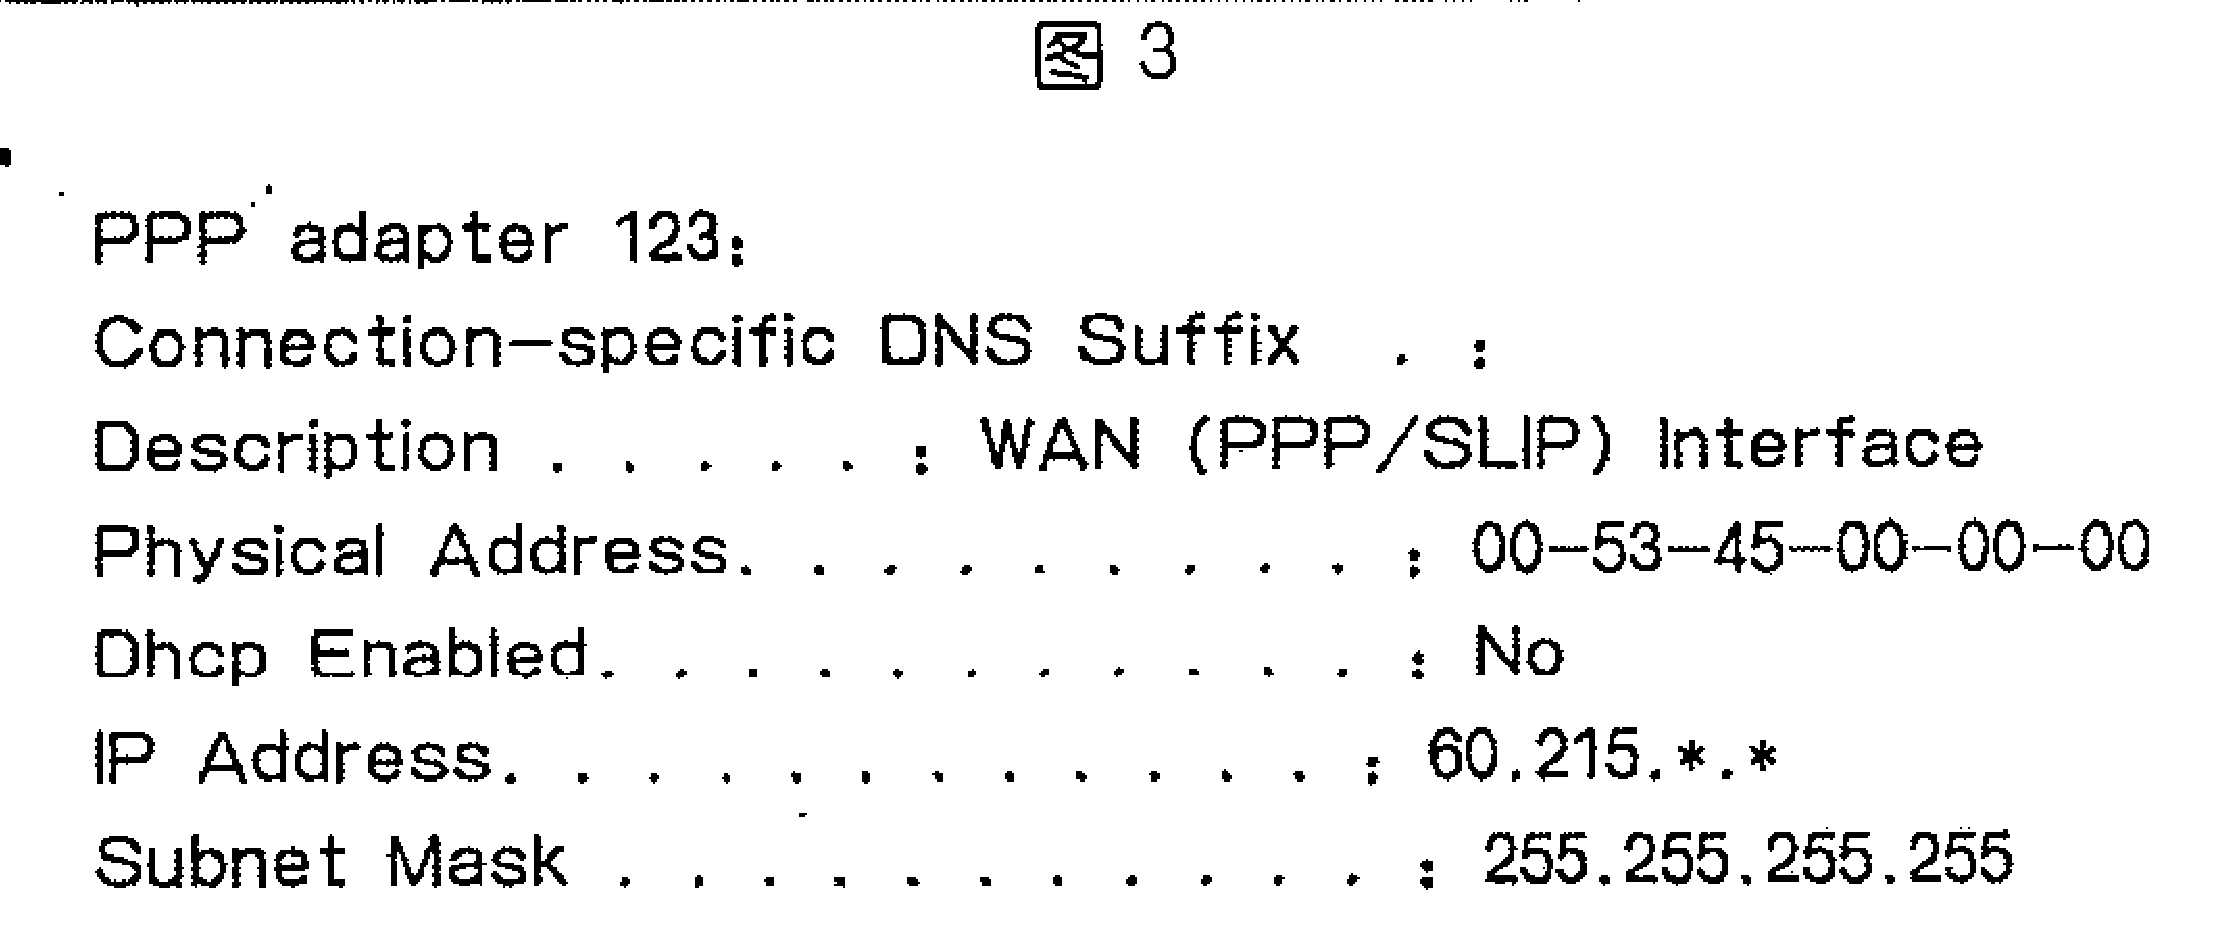 图 3
PPP adapter 123:
Connection-specific DNS Suffix . :
Description . . . . . : WAN (PPP/SLIP) Interface
Physical Address. . . . . . . . . : 00-53-45-00-00-00
Dhcp Enabled. . . . . . . . . . . : No
IP Address. . . . . . . . . . . . : 60.215.*.*
Subnet Mask . . . . . . . . . . . : 255.255.255.255